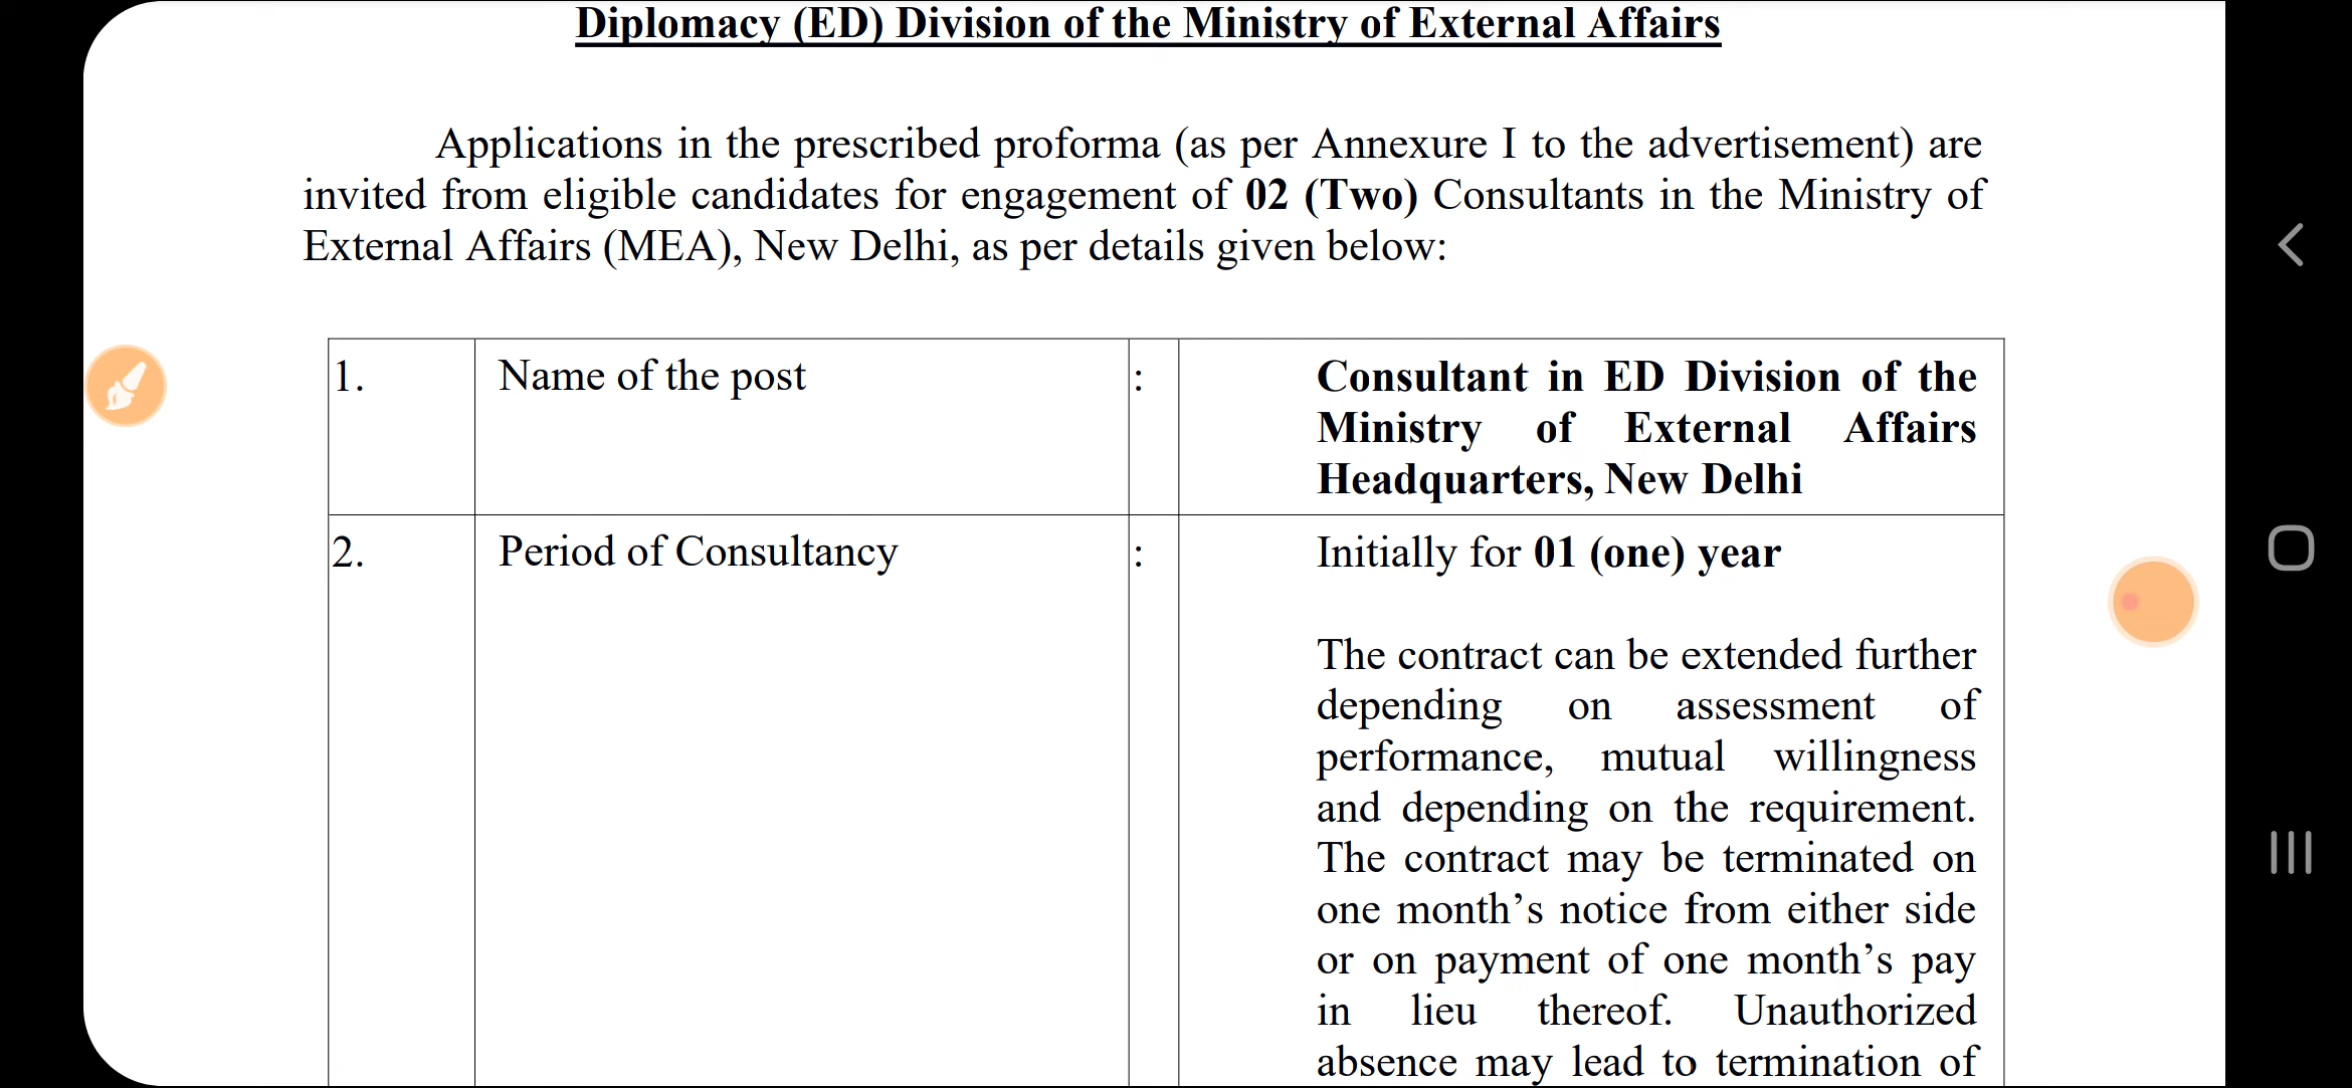 Diplomacy (ED) Division of the Ministry of External Affairs
Applications in the prescribed proforma (as per Annexure I to the advertisement) are
invited from eligible candidates for engagement of 02 (Two) Consultants in the Ministry of
External Affairs (MEA), New Delhi, as per details given below:
1. Name of the post : Consultant in ED Division of the
Ministry of External Affairs
Headquarters, New Delhi
2. Period of Consultancy : Initially for 01 (one) year
The contract can be extended further
depending on assessment of
performance, mutual willingness
and depending on the requirement.
The contract may be terminated on
one month’s notice from either side
or on payment of one month’s pay
in lieu thereof. Unauthorized
absence may lead to termination of